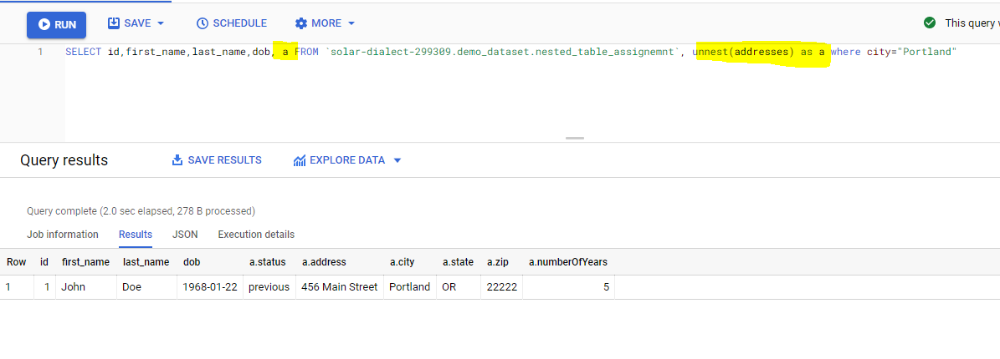 RUN SAVE SCHEDULE MORE This query
1 SELECT id,first_name,last_name,dob, a FROM `solar-dialect-299309.demo_dataset.nested_table_assignemnt`, unnest(addresses) as a where city="Portland"
Query results SAVE RESULTS EXPLORE DATA
Query complete (2.0 sec elapsed, 278 B processed)
Job information Results JSON Execution details
Row id first_name last_name dob a.status a.address a.city a.state a.zip a.numberOfYears
1 1 John Doe 1968-01-22 previous 456 Main Street Portland OR 22222 5